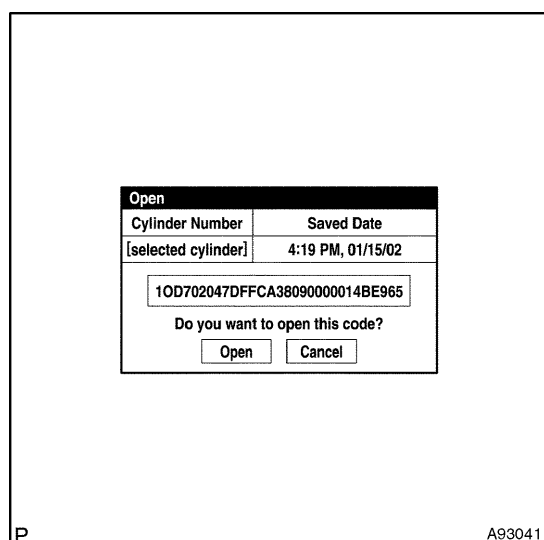 Open
Cylinder Number Saved Date
[selected cylinder] 4:19 PM, 01/15/02
10D702047DFFCA38090000014BE965
Do you want to open this code?
Open Cancel
P A93041